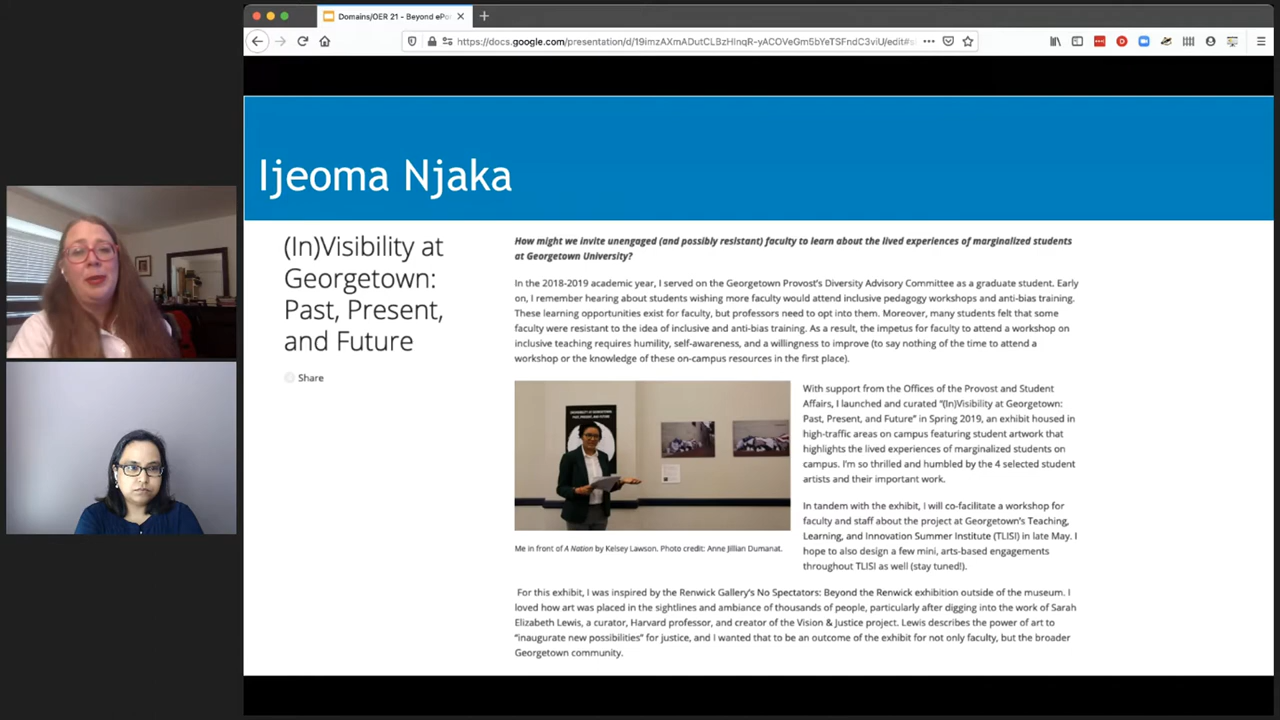 Domains/OER 21 - Beyond ePo
https://docs.google.com/presentation/d/19imzAXmADutCLBzHInqR-yACOVeGm5bYeTSFndC3viU/edit#s
Ijeoma Njaka
(In)Visibility at
Georgetown:
Past, Present,
and Future
Share
How might we invite unengaged (and possibly resistant) faculty to learn about the lived experiences of marginalized students
at Georgetown University?
In the 2018-2019 academic year, I served on the Georgetown Provost's Diversity Advisory Committee as a graduate student. Early
on, I remember hearing about students wishing more faculty would attend inclusive pedagogy workshops and anti-bias training.
These learning opportunities exist for faculty, but professors need to opt into them. Moreover, many students felt that some
faculty were resistant to the idea of inclusive and anti-bias training. As a result, the impetus for faculty to attend a workshop on
inclusive teaching requires humility, self-awareness, and a willingness to improve (to say nothing of the time to attend a
workshop or the knowledge of these on-campus resources in the first place).
With support from the Offices of the Provost and Student
Affairs, I launched and curated "(In)Visibility at Georgetown:
Past, Present, and Future" in Spring 2019, an exhibit housed in
high-traffic areas on campus featuring student artwork that
highlights the lived experiences of marginalized students on
campus. I'm so thrilled and humbled by the 4 selected student
artists and their important work.
In tandem with the exhibit, I will co-facilitate a workshop for
faculty and staff about the project at Georgetown's Teaching,
Learning, and Innovation Summer Institute (TLISI) in late May. I
hope to also design a few mini, arts-based engagements
throughout TLISI as well (stay tuned!).
Me in front of A Nation by Kelsey Lawson. Photo credit: Anne Jillian Dumanat.
For this exhibit, I was inspired by the Renwick Gallery's No Spectators: Beyond the Renwick exhibition outside of the museum. I
loved how art was placed in the sightlines and ambiance of thousands of people, particularly after digging into the work of Sarah
Elizabeth Lewis, a curator, Harvard professor, and creator of the Vision & Justice project. Lewis describes the power of art to
"inaugurate new possibilities" for justice, and I wanted that to be an outcome of the exhibit for not only faculty, but the broader
Georgetown community.